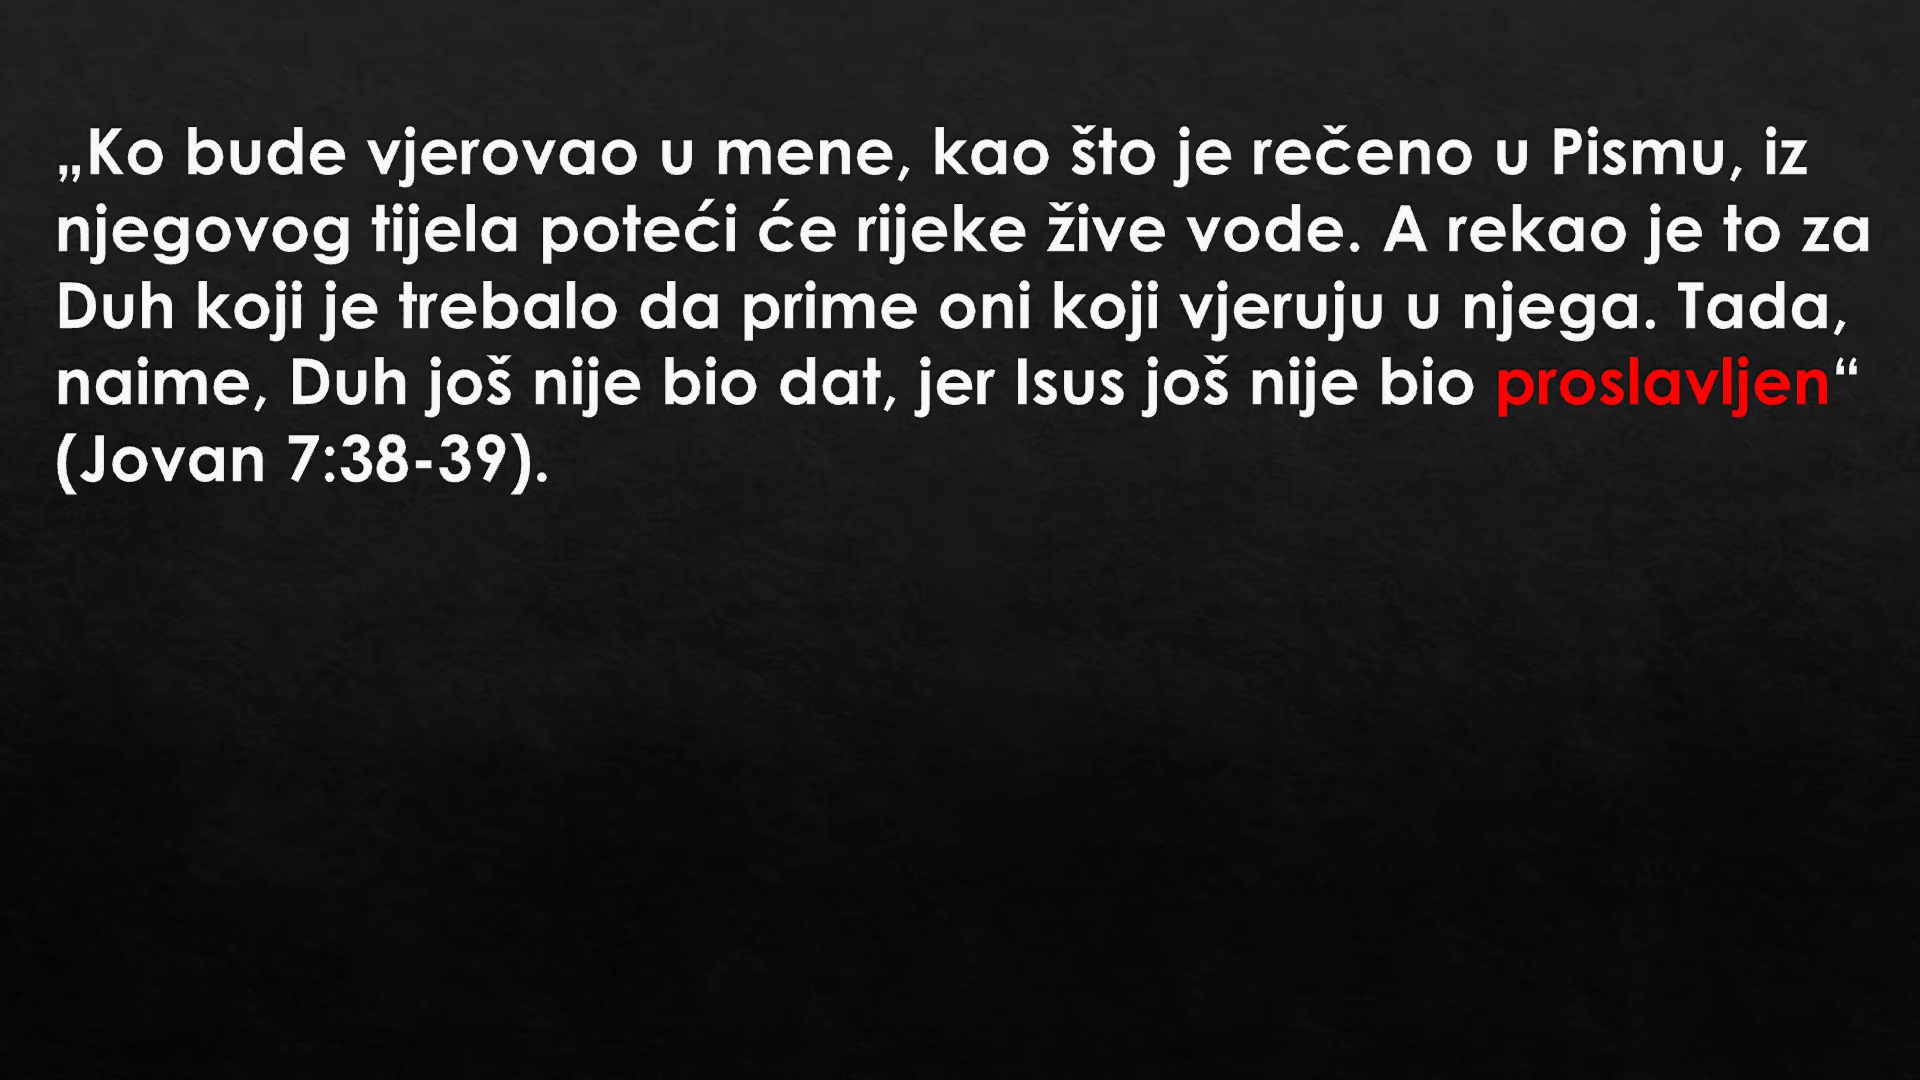 „Ko bude vjerovao u mene, kao što je rečeno u Pismu, iz
njegovog tijela poteći će rijeke žive vode. A rekao je to za
Duh koji je trebalo da prime oni koji vjeruju u njega. Tada,
naime, Duh još nije bio dat, jer Isus još nije bio proslavljen“
(Jovan 7:38-39).